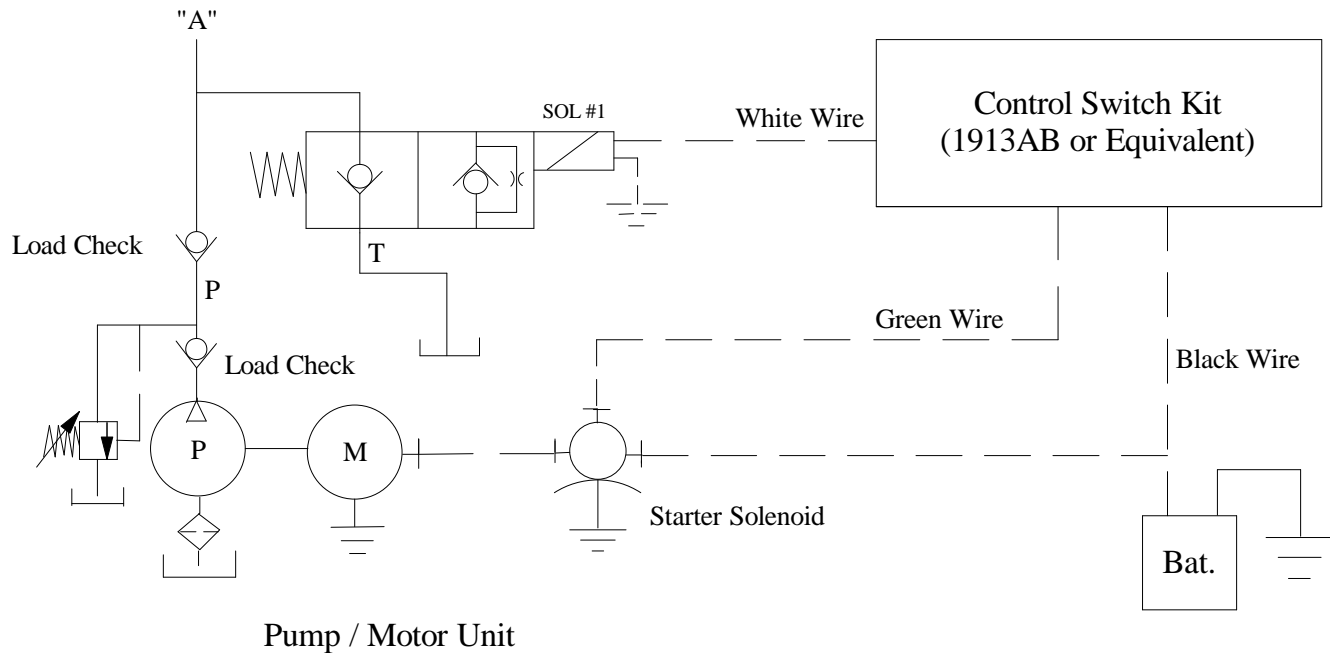 "A"
SOL #1
White Wire
Control Switch Kit
(1913AB or Equivalent)
Load Check
T
P
Green Wire
Load Check
Black Wire
P
M
Starter Solenoid
Bat.
Pump / Motor Unit